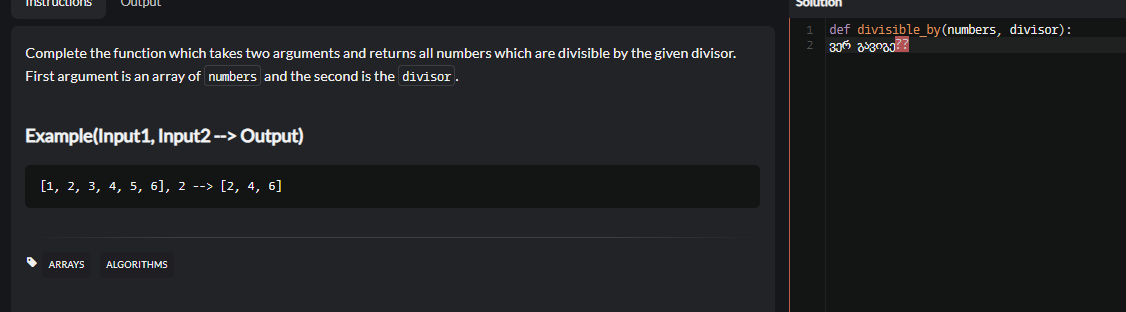 Instructions
Output
Complete the function which takes two arguments and returns all numbers which are divisible by the given divisor.
First argument is an array of numbers and the second is the divisor.
Example(Input1, Input2 --> Output)
[1, 2, 3, 4, 5, 6], 2 --> [2, 4, 6]
ARRAYS
ALGORITHMS
Solution
1 def divisible_by(numbers, divisor):
2 ვერ გავიგე??